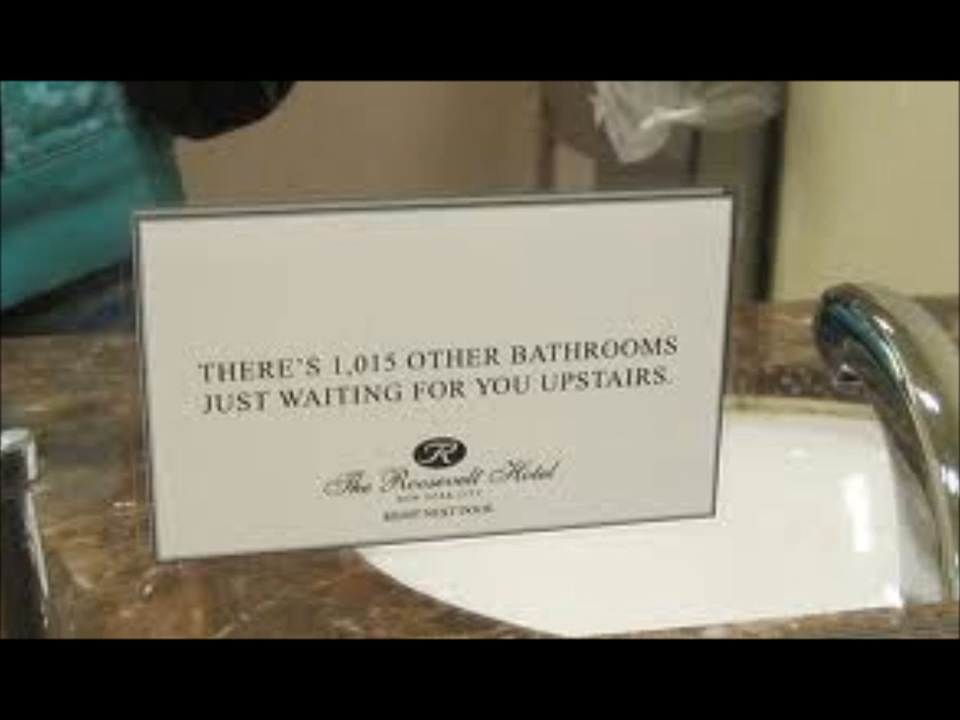 THERE'S 1,015 OTHER BATHROOMS
JUST WAITING FOR YOU UPSTAIRS.
R
The Roosevelt Hotel
NEW YORK CITY
RIGHT NEXT DOOR.